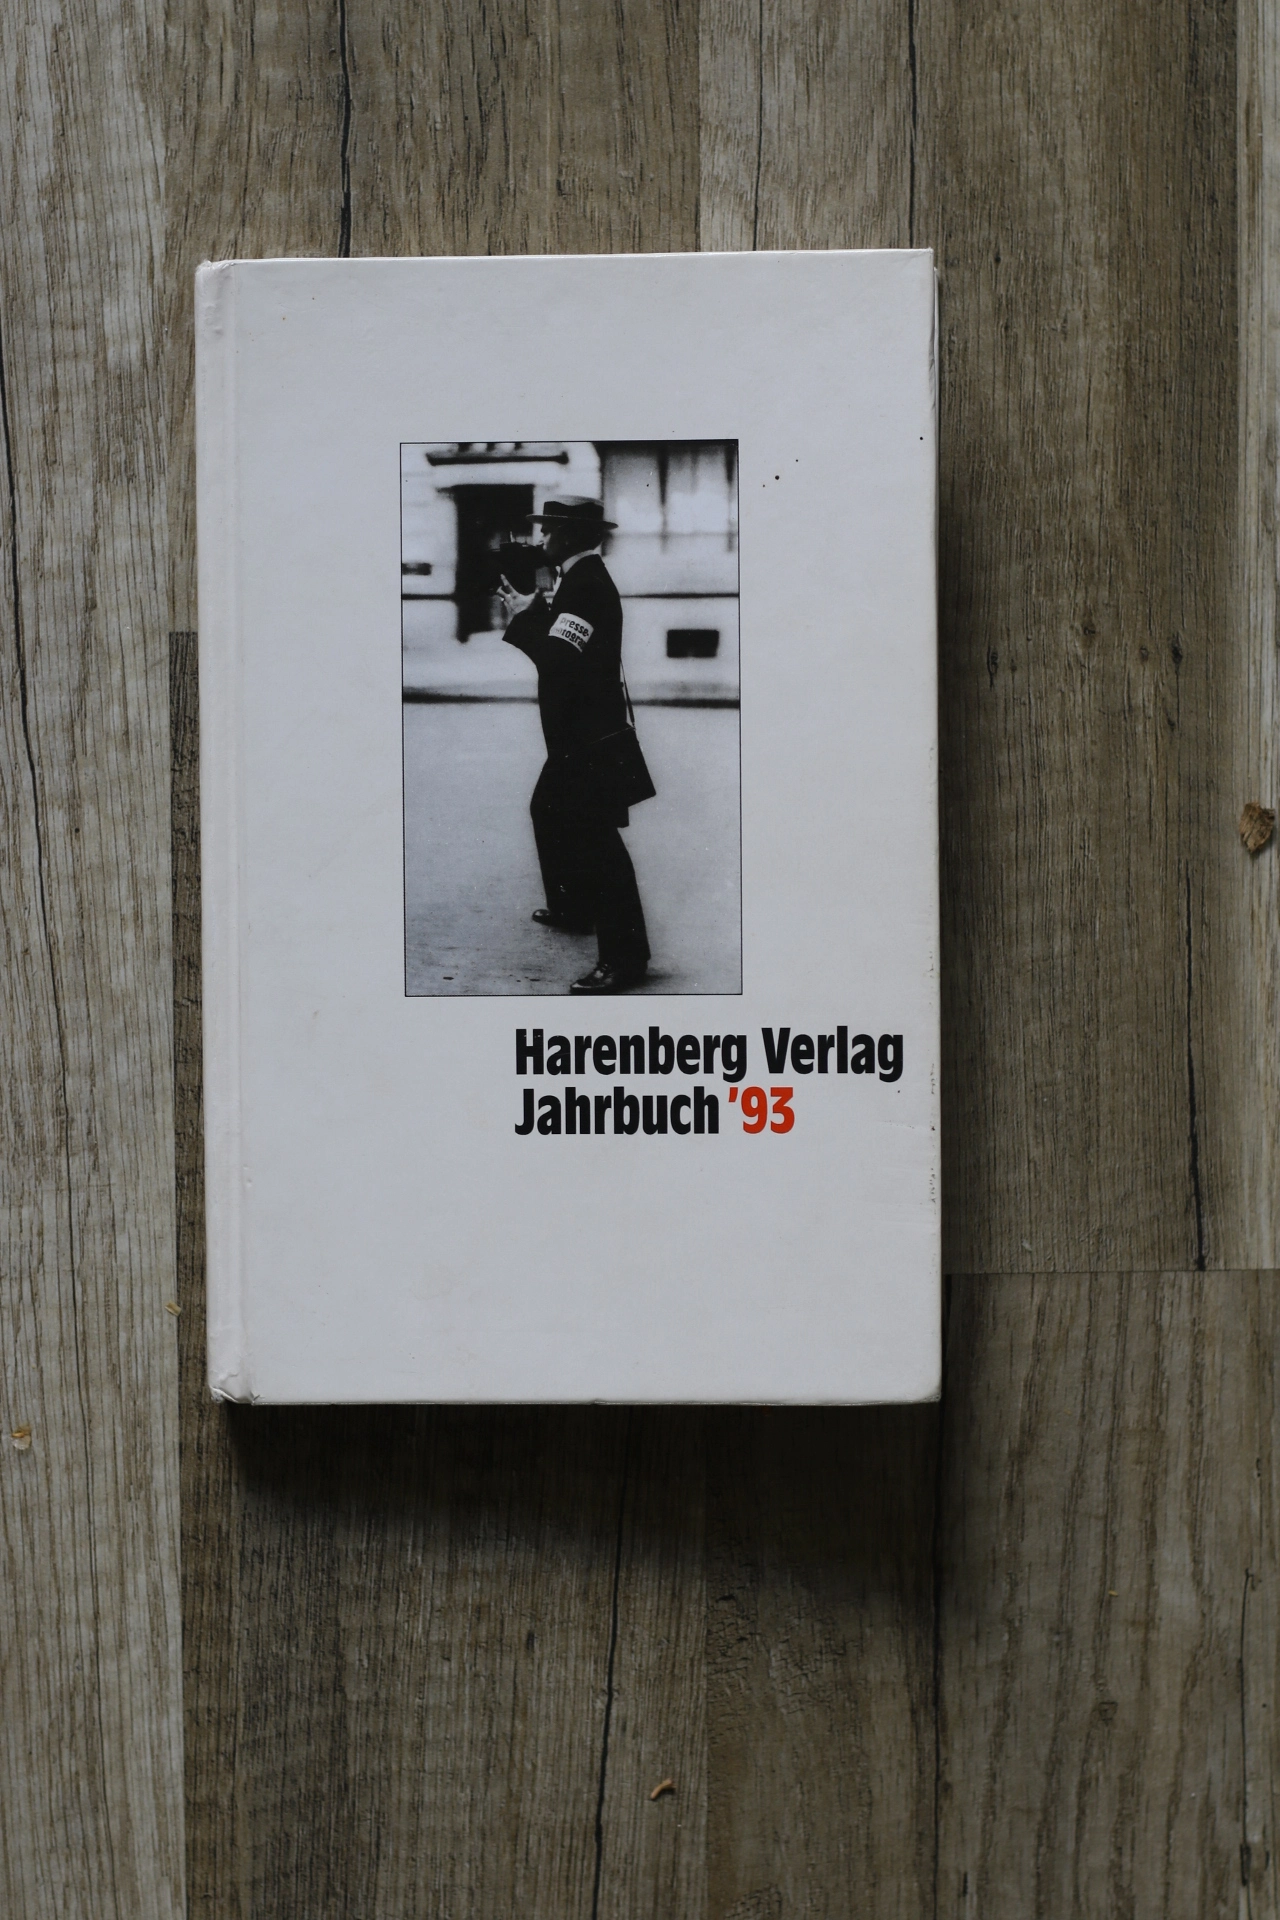 presse-
Harenberg Verlag
Jahrbuch ’93